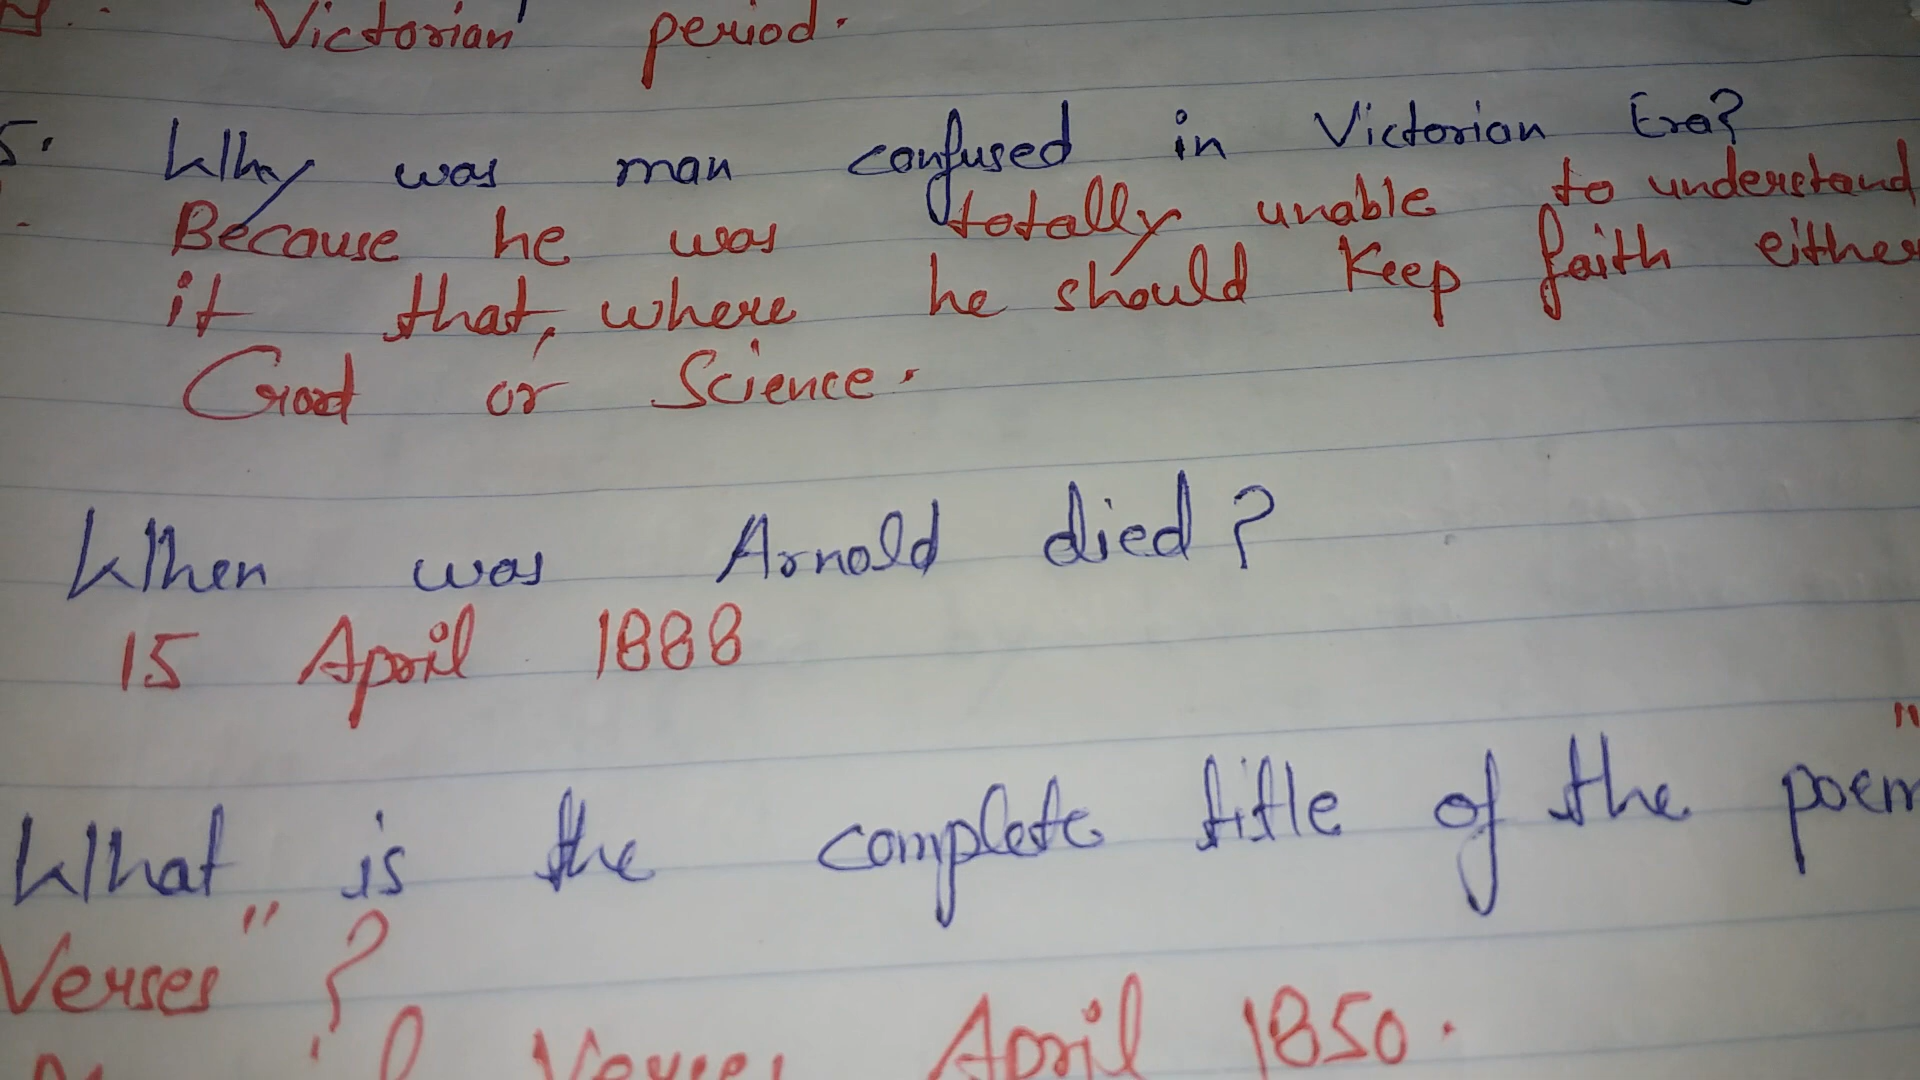 Victorian' period.
5. Why was man confused in Victorian Era?
Because he was totally unable to understand
it that, where he should Keep faith either
God or Science.
When was Arnold died?
15 April 1888
What is the complete title of the poem "
Verses" ?
Verses April 1850.